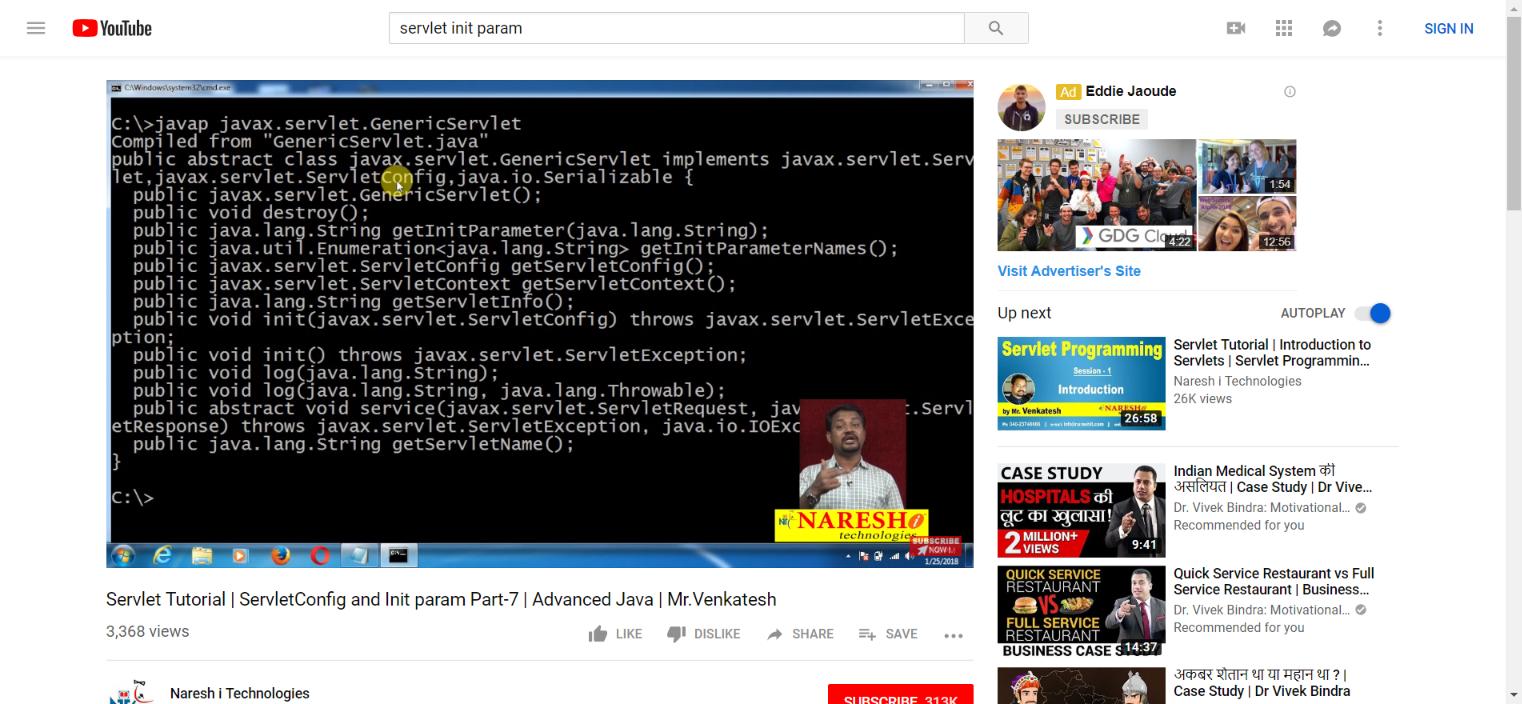 YouTube
servlet init param
SIGN IN
C:\Windows\system32\cmd.exe
C:\>javap javax.servlet.GenericServlet
Compiled from "GenericServlet.java"
public abstract class javax.servlet.GenericServlet implements javax.servlet.Serv
let,javax.servlet.ServletConfig,java.io.Serializable {
public javax.servlet.GenericServlet();
public void destroy();
public java.lang.String getInitParameter(java.lang.String);
public java.util.Enumeration<java.lang.String> getInitParameterNames();
public javax.servlet.ServletConfig getServletConfig();
public javax.servlet.ServletContext getServletContext();
public java.lang.String getServletInfo();
public void init(javax.servlet.ServletConfig) throws javax.servlet.ServletExce
ption;
public void init() throws javax.servlet.ServletException;
public void log(java.lang.String);
public void log(java.lang.String, java.lang.Throwable);
public abstract void service(javax.servlet.ServletRequest, jav t.Servl
etResponse) throws javax.servlet.ServletException, java.io.IOExc
public java.lang.String getServletName();
}
C:\>
NARESH i
technologies
SUBSCRIBE
NOW
1/25/2018
Servlet Tutorial | ServletConfig and Init param Part-7 | Advanced Java | Mr.Venkatesh
3,368 views
LIKE
DISLIKE
SHARE
SAVE
Naresh i Technologies
SUBSCRIBE 313K
Ad Eddie Jaoude
SUBSCRIBE
GDG Cloud
4:22
1:54
12:56
Visit Advertiser's Site
Up next
AUTOPLAY
Servlet Programming
Session - 1
Introduction
by Mr. Venkatesh
NARESH i
26:58
Servlet Tutorial | Introduction to
Servlets | Servlet Programmin...
Naresh i Technologies
26K views
CASE STUDY
HOSPITALS की
लूट का खुलासा!
2 MILLION+
VIEWS
9:41
Indian Medical System की
असलियत | Case Study | Dr Vive...
Dr. Vivek Bindra: Motivational...
Recommended for you
QUICK SERVICE
RESTAURANT
VS
FULL SERVICE
RESTAURANT
BUSINESS CASE STUDY
14:37
Quick Service Restaurant vs Full
Service Restaurant | Business...
Dr. Vivek Bindra: Motivational...
Recommended for you
अकबर शैतान था या महान था ? |
Case Study | Dr Vivek Bindra